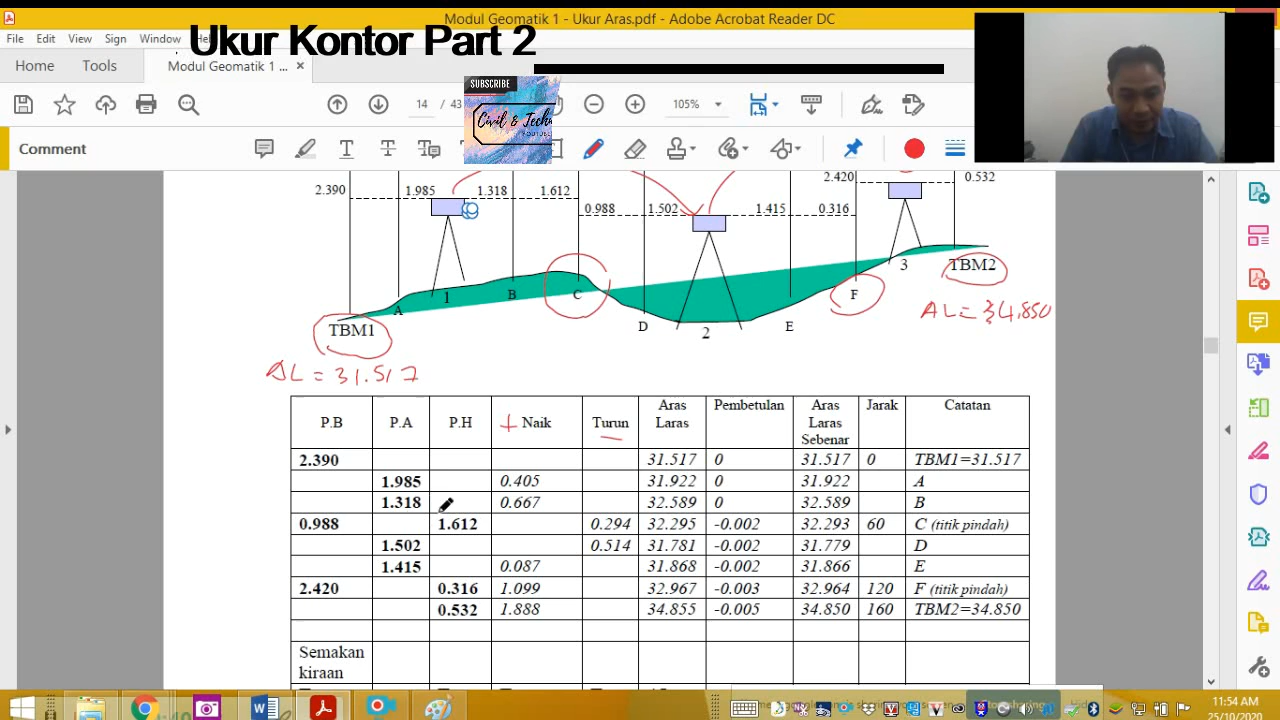 Modul Geomatik 1 - Ukur Aras.pdf - Adobe Acrobat Reader DC
File Edit View Sign Window
Ukur Kontor Part 2
Home Tools Modul Geomatik 1 ... ×
SUBSCRIBE
Civil & Techn
YOUTUBE
14 / 43
105%
Comment
2.390 1.985 1.318 1.612
0.988 1.502 1.415 0.316
2.420 0.532
TBM1 A 1 B C D 2 E F 3 TBM2
AL = 31.517
AL = 34.850
P.B P.A P.H + Naik Turun Aras Laras Pembetulan Aras Laras Sebenar Jarak Catatan
2.390 31.517 0 31.517 0 TBM1=31.517
1.985 0.405 31.922 0 31.922 A
1.318 0.667 32.589 0 32.589 B
0.988 1.612 0.294 32.295 -0.002 32.293 60 C (titik pindah)
1.502 0.514 31.781 -0.002 31.779 D
1.415 0.087 31.868 -0.002 31.866 E
2.420 0.316 1.099 32.967 -0.003 32.964 120 F (titik pindah)
0.532 1.888 34.855 -0.005 34.850 160 TBM2=34.850
Semakan
kiraan
11:54 AM
25/10/2020